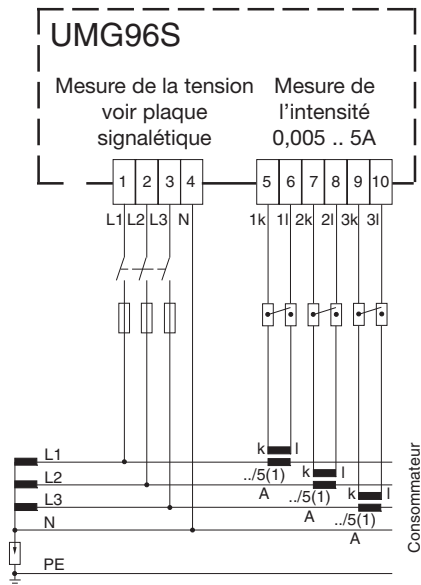 UMG96S
Mesure de la tension
voir plaque
signalétique
Mesure de
l'intensité
0,005 .. 5A
1 2 3 4
5 6 7 8 9 10
L1 L2 L3 N
1k 1l 2k 2l 3k 3l
L1
k l
../5(1)
A
L2
k l
../5(1)
A
L3
k l
../5(1)
A
N
PE
Consommateur